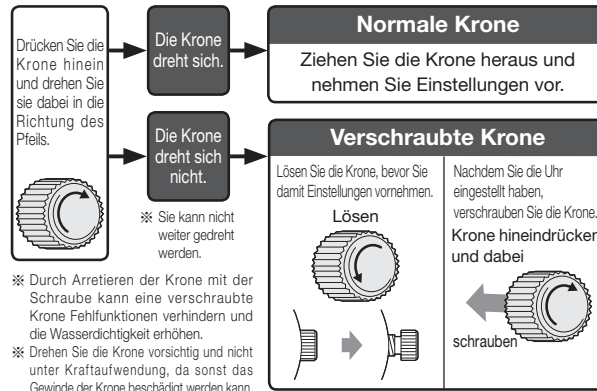 Drücken Sie die
Krone hinein
und drehen Sie
sie dabei in die
Richtung des
Pfeils.
Die Krone
dreht sich.
Normale Krone
Ziehen Sie die Krone heraus und
nehmen Sie Einstellungen vor.
Die Krone
dreht sich
nicht.
※ Sie kann nicht
weiter gedreht
werden.
Verschraubte Krone
Lösen Sie die Krone, bevor Sie
damit Einstellungen vornehmen.
Lösen
Nachdem Sie die Uhr
eingestellt haben,
verschrauben Sie die Krone.
Krone hineindrücken
und dabei
schrauben
※ Durch Arretieren der Krone mit der
Schraube kann eine verschraubte
Krone Fehlfunktionen verhindern und
die Wasserdichtigkeit erhöhen.
※ Drehen Sie die Krone vorsichtig und nicht
unter Kraftaufwendung, da sonst das
Gewinde der Krone beschädigt werden kann.